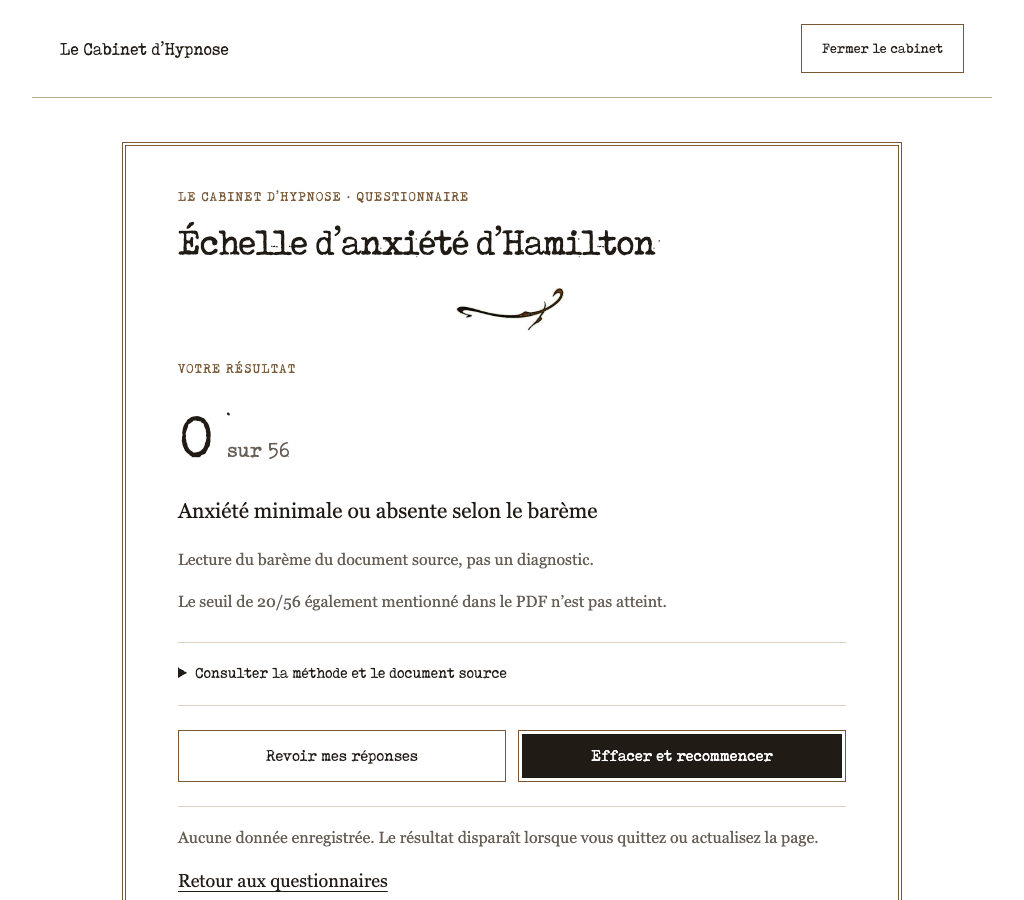 Le Cabinet d’Hypnose
Fermer le cabinet
LE CABINET D’HYPNOSE · QUESTIONNAIRE
Échelle d’anxiété d’Hamilton
VOTRE RÉSULTAT
0 sur 56
Anxiété minimale ou absente selon le barème
Lecture du barème du document source, pas un diagnostic.
Le seuil de 20/56 également mentionné dans le PDF n’est pas atteint.
Consulter la méthode et le document source
Revoir mes réponses
Effacer et recommencer
Aucune donnée enregistrée. Le résultat disparaît lorsque vous quittez ou actualisez la page.
Retour aux questionnaires